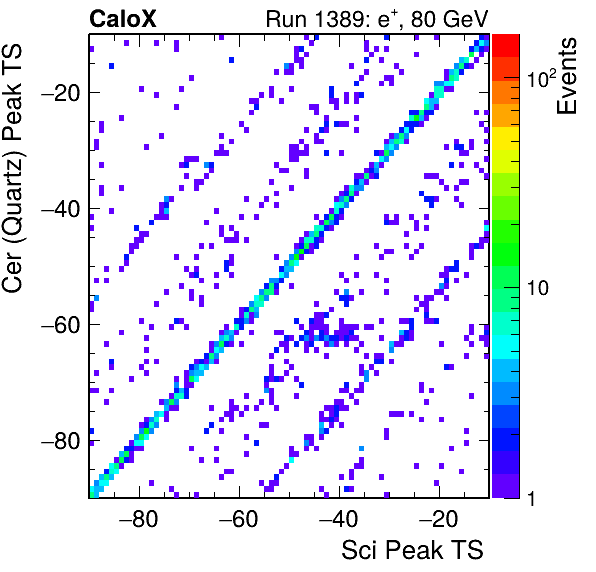 CaloX Run 1389: e+, 80 GeV
Cer (Quartz) Peak TS
−20
−40
−60
−80
−80 −60 −40 −20
Sci Peak TS
Events
10²
10
1